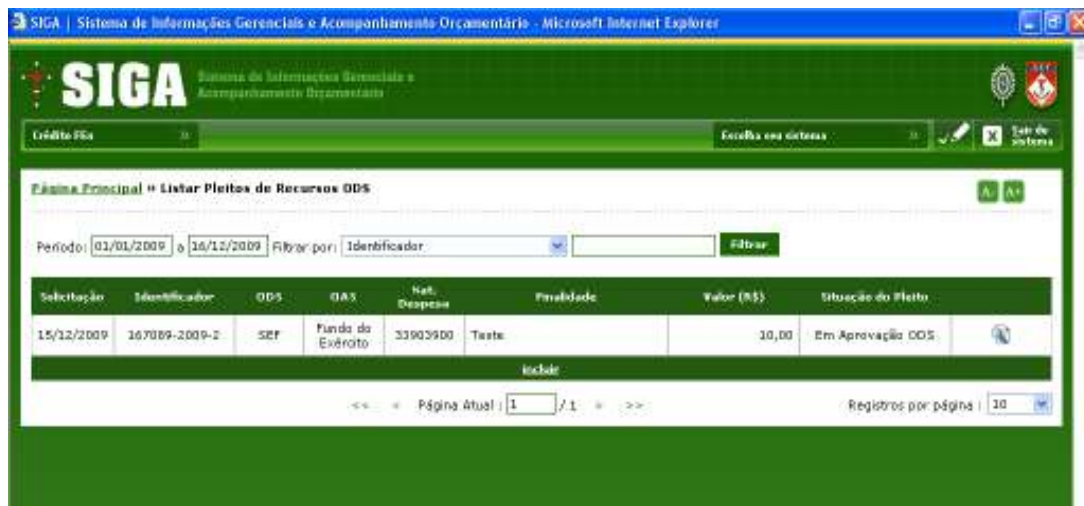 SIGA | Sistema de Informações Gerenciais e Acompanhamento Orçamentário - Microsoft Internet Explorer
SIGA
Sistema de Informações Gerenciais e
Acompanhamento Orçamentário
Crédito FEx »
Escolha seu sistema »
X Sair do sistema
Página Principal » Listar Pleitos de Recursos ODS
A- A+
Período: 01/01/2009 a 16/12/2009 Filtrar por: Identificador Filtrar
Solicitação Identificador ODS OAS Nat. Despesa Finalidade Valor (R$) Situação do Pleito
15/12/2009 167089-2009-2 SEF Fundo do Exército 33903900 Teste 10,00 Em Aprovação ODS
incluir
<< < Página Atual : 1 / 1 > >> Registros por página : 10